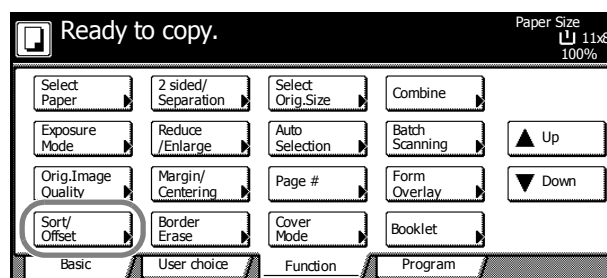 Ready to copy.
Paper Size
11x8
100%
Select
Paper
2 sided/
Separation
Select
Orig.Size
Combine
Exposure
Mode
Reduce
/Enlarge
Auto
Selection
Batch
Scanning
Up
Orig.Image
Quality
Margin/
Centering
Page #
Form
Overlay
Down
Sort/
Offset
Border
Erase
Cover
Mode
Booklet
Basic
User choice
Function
Program